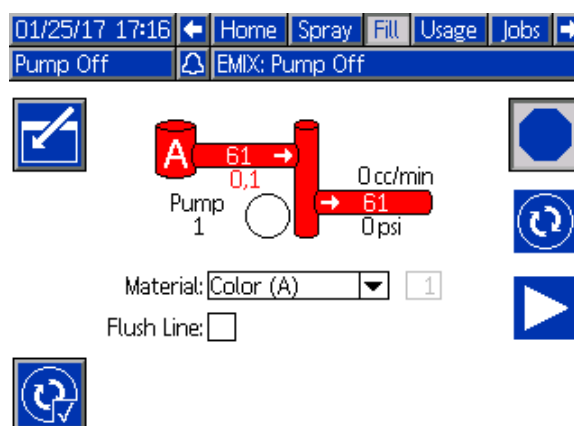 01/25/17 17:16 Home Spray Fill Usage Jobs
Pump Off EMIX: Pump Off
A 61
0,1
0 cc/min
Pump
1
61
0 psi
Material: Color (A) 1
Flush Line: